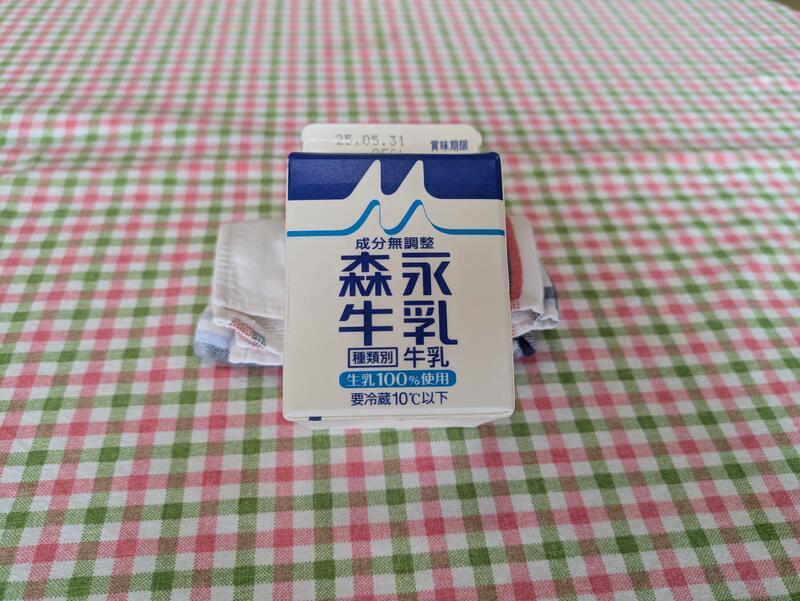 25.05.31 賞味期限
成分無調整
森永
牛乳
種類別 牛乳
生乳100%使用
要冷蔵10℃以下